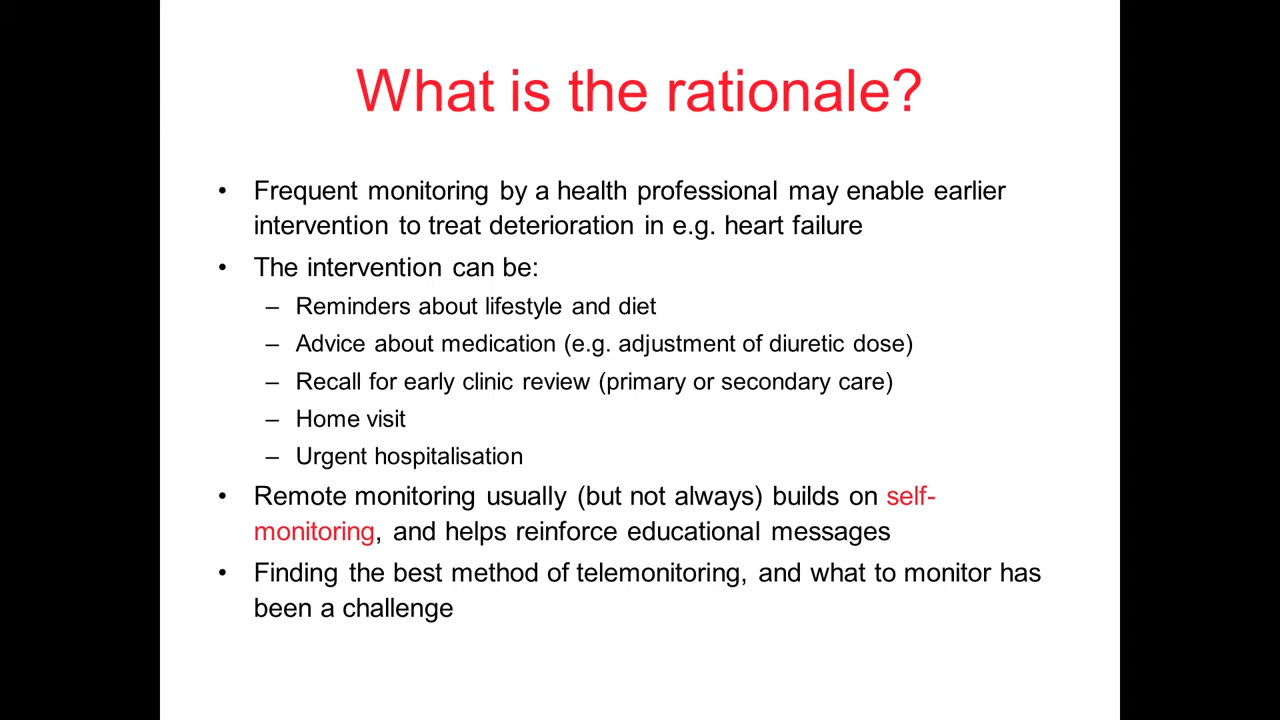 What is the rationale?
• Frequent monitoring by a health professional may enable earlier
intervention to treat deterioration in e.g. heart failure
• The intervention can be:
– Reminders about lifestyle and diet
– Advice about medication (e.g. adjustment of diuretic dose)
– Recall for early clinic review (primary or secondary care)
– Home visit
– Urgent hospitalisation
• Remote monitoring usually (but not always) builds on self-
monitoring, and helps reinforce educational messages
• Finding the best method of telemonitoring, and what to monitor has
been a challenge